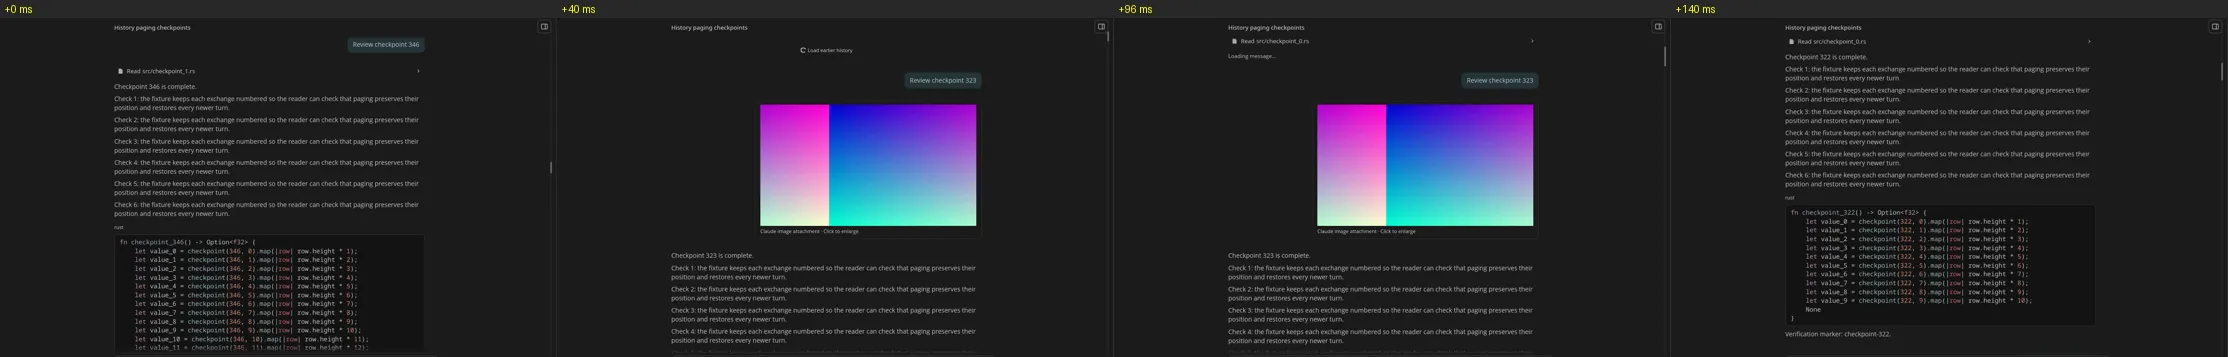 +0 ms
History paging checkpoints
Review checkpoint 346
Read src/checkpoint_1.rs
Checkpoint 346 is complete.
Check 1: the fixture keeps each exchange numbered so the reader can check that paging preserves their
position and restores every newer turn.
Check 2: the fixture keeps each exchange numbered so the reader can check that paging preserves their
position and restores every newer turn.
Check 3: the fixture keeps each exchange numbered so the reader can check that paging preserves their
position and restores every newer turn.
Check 4: the fixture keeps each exchange numbered so the reader can check that paging preserves their
position and restores every newer turn.
Check 5: the fixture keeps each exchange numbered so the reader can check that paging preserves their
position and restores every newer turn.
Check 6: the fixture keeps each exchange numbered so the reader can check that paging preserves their
position and restores every newer turn.
rust
fn checkpoint_346() -> Option<f32> {
let value_0 = checkpoint(346, 0).map(|row| row.height * 1);
let value_1 = checkpoint(346, 1).map(|row| row.height * 2);
let value_2 = checkpoint(346, 2).map(|row| row.height * 3);
let value_3 = checkpoint(346, 3).map(|row| row.height * 4);
let value_4 = checkpoint(346, 4).map(|row| row.height * 5);
let value_5 = checkpoint(346, 5).map(|row| row.height * 6);
let value_6 = checkpoint(346, 6).map(|row| row.height * 7);
let value_7 = checkpoint(346, 7).map(|row| row.height * 8);
let value_8 = checkpoint(346, 8).map(|row| row.height * 9);
let value_9 = checkpoint(346, 9).map(|row| row.height * 10);
let value_10 = checkpoint(346, 10).map(|row| row.height * 11);
let value_11 = checkpoint(346, 11).map(|row| row.height * 12);
+40 ms
History paging checkpoints
Load earlier history
Review checkpoint 323
Claude image attachment · Click to enlarge
Checkpoint 323 is complete.
Check 1: the fixture keeps each exchange numbered so the reader can check that paging preserves their
position and restores every newer turn.
Check 2: the fixture keeps each exchange numbered so the reader can check that paging preserves their
position and restores every newer turn.
Check 3: the fixture keeps each exchange numbered so the reader can check that paging preserves their
position and restores every newer turn.
Check 4: the fixture keeps each exchange numbered so the reader can check that paging preserves their
position and restores every newer turn.
+96 ms
History paging checkpoints
Read src/checkpoint_0.rs
Loading message...
Review checkpoint 323
Claude image attachment · Click to enlarge
Checkpoint 323 is complete.
Check 1: the fixture keeps each exchange numbered so the reader can check that paging preserves their
position and restores every newer turn.
Check 2: the fixture keeps each exchange numbered so the reader can check that paging preserves their
position and restores every newer turn.
Check 3: the fixture keeps each exchange numbered so the reader can check that paging preserves their
position and restores every newer turn.
Check 4: the fixture keeps each exchange numbered so the reader can check that paging preserves their
position and restores every newer turn.
+140 ms
History paging checkpoints
Read src/checkpoint_0.rs
Checkpoint 322 is complete.
Check 1: the fixture keeps each exchange numbered so the reader can check that paging preserves their
position and restores every newer turn.
Check 2: the fixture keeps each exchange numbered so the reader can check that paging preserves their
position and restores every newer turn.
Check 3: the fixture keeps each exchange numbered so the reader can check that paging preserves their
position and restores every newer turn.
Check 4: the fixture keeps each exchange numbered so the reader can check that paging preserves their
position and restores every newer turn.
Check 5: the fixture keeps each exchange numbered so the reader can check that paging preserves their
position and restores every newer turn.
Check 6: the fixture keeps each exchange numbered so the reader can check that paging preserves their
position and restores every newer turn.
rust
fn checkpoint_322() -> Option<f32> {
let value_0 = checkpoint(322, 0).map(|row| row.height * 1);
let value_1 = checkpoint(322, 1).map(|row| row.height * 2);
let value_2 = checkpoint(322, 2).map(|row| row.height * 3);
let value_3 = checkpoint(322, 3).map(|row| row.height * 4);
let value_4 = checkpoint(322, 4).map(|row| row.height * 5);
let value_5 = checkpoint(322, 5).map(|row| row.height * 6);
let value_6 = checkpoint(322, 6).map(|row| row.height * 7);
let value_7 = checkpoint(322, 7).map(|row| row.height * 8);
let value_8 = checkpoint(322, 8).map(|row| row.height * 9);
let value_9 = checkpoint(322, 9).map(|row| row.height * 10);
None
}
Verification marker: checkpoint-322.